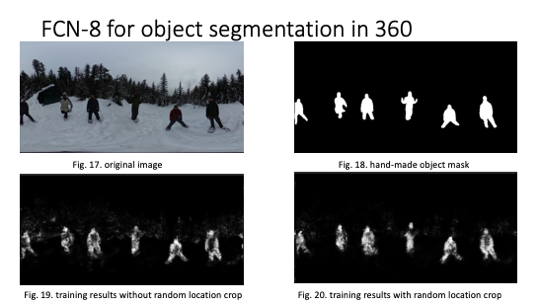 FCN-8 for object segmentation in 360
Fig. 17. original image
Fig. 18. hand-made object mask
Fig. 19. training results without random location crop
Fig. 20. training results with random location crop